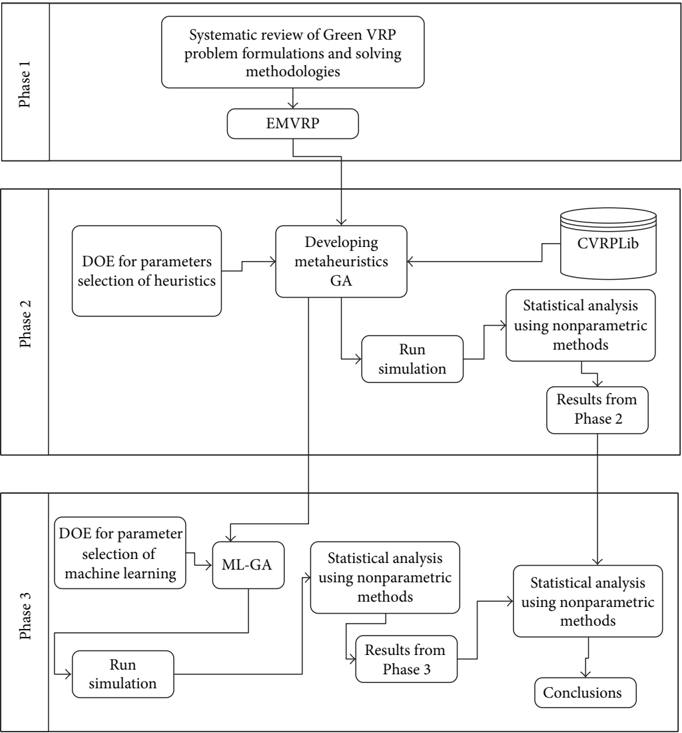 Phase 1
Systematic review of Green VRP
problem formulations and solving
methodologies
EMVRP
Phase 2
DOE for parameters
selection of heuristics
Developing
metaheuristics
GA
CVRPLib
Run
simulation
Statistical analysis
using nonparametric
methods
Results from
Phase 2
Phase 3
DOE for parameter
selection of
machine learning
ML-GA
Run
simulation
Statistical analysis
using nonparametric
methods
Results from
Phase 3
Statistical analysis
using nonparametric
methods
Conclusions